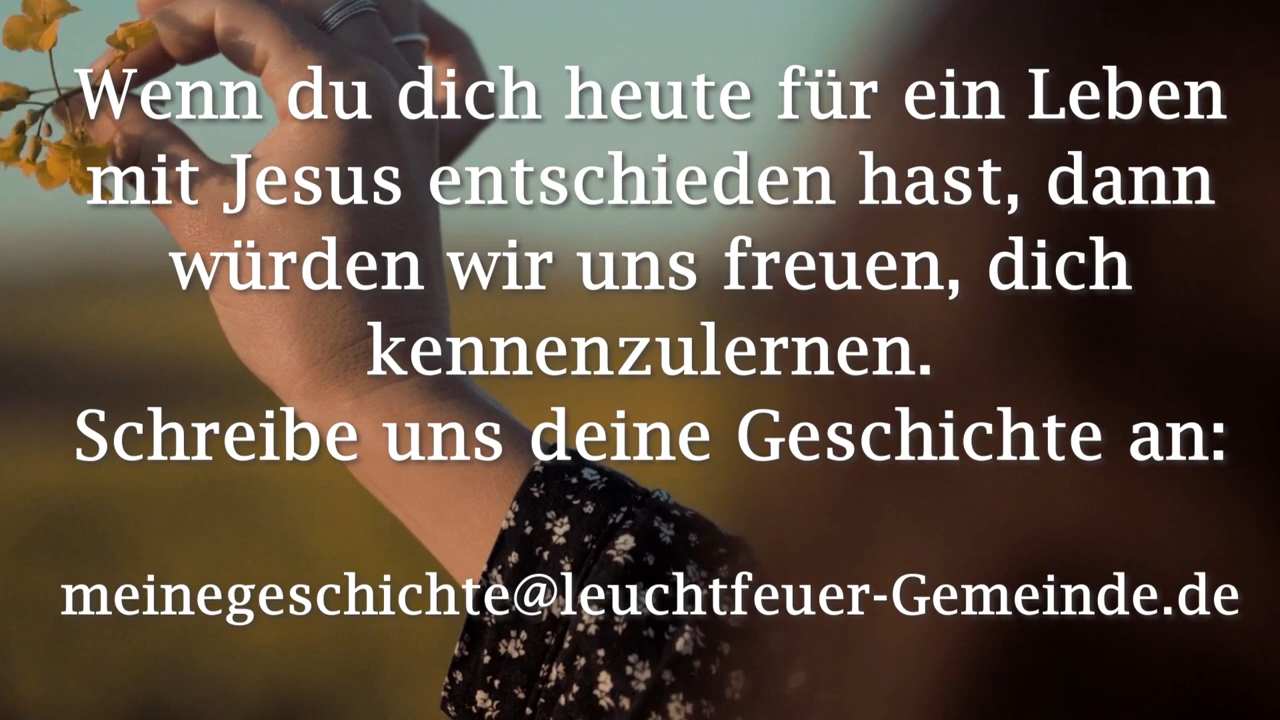 Wenn du dich heute für ein Leben
mit Jesus entschieden hast, dann
würden wir uns freuen, dich
kennenzulernen.
Schreibe uns deine Geschichte an:
meinegeschichte@leuchtfeuer-Gemeinde.de